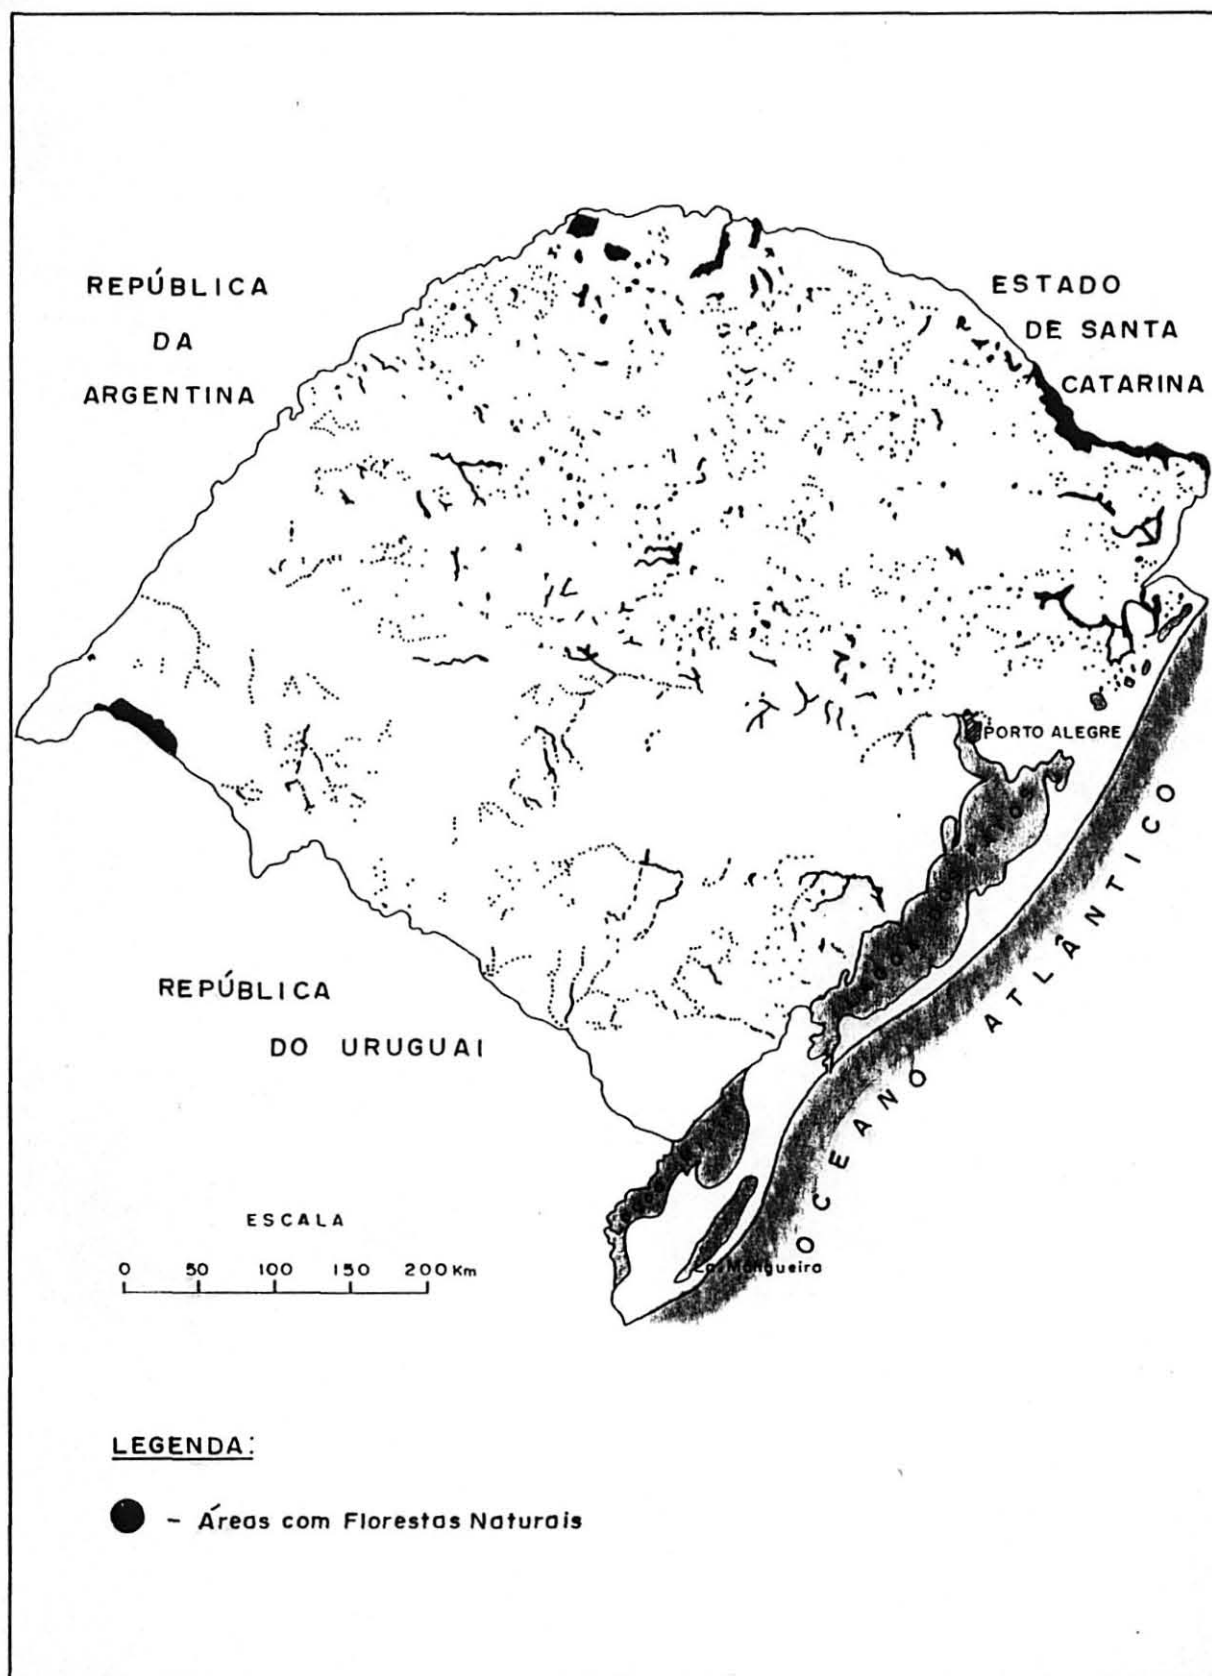 REPÚBLICA
DA
ARGENTINA
ESTADO
DE SANTA
CATARINA
PORTO ALEGRE
OCEANO ATLÂNTICO
REPÚBLICA
DO URUGUAI
ESCALA
0 50 100 150 200 Km
Mangueira
LEGENDA:
- Áreas com Florestas Naturais